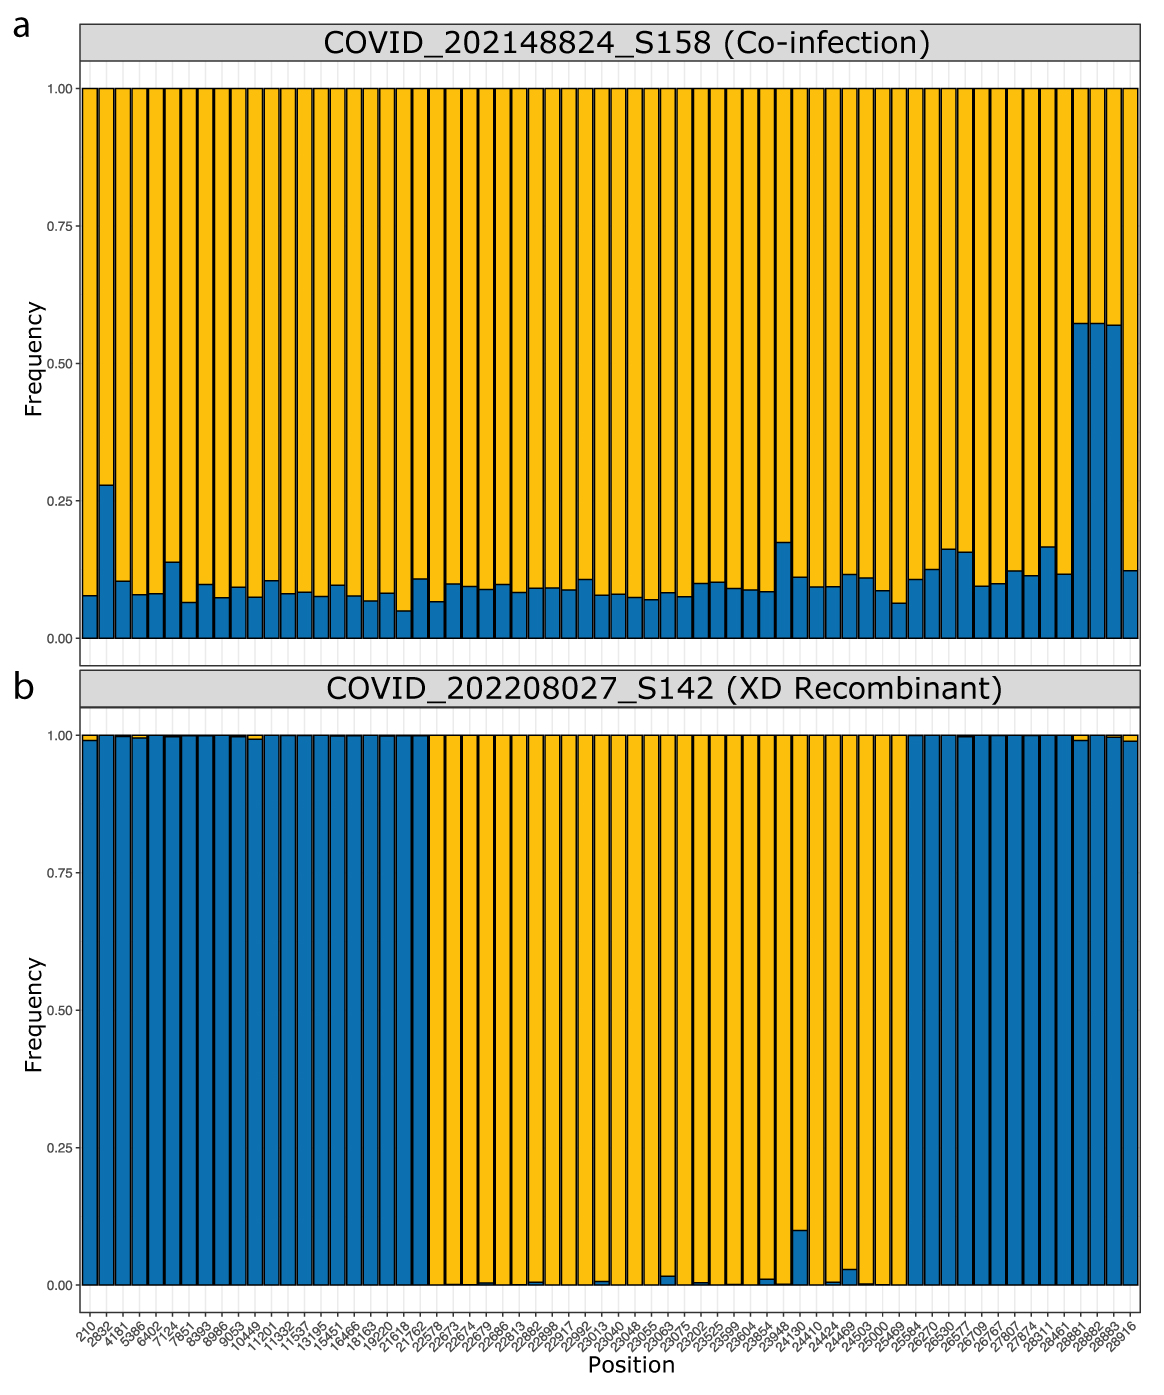 a
COVID_202148824_S158 (Co-infection)
1.00
0.75
0.50
0.25
0.00
Frequency
b
COVID_202208027_S142 (XD Recombinant)
1.00
0.75
0.50
0.25
0.00
Frequency
210 2832 4181 5386 6402 7124 7851 8393 8986 9053 10449 11201 11332 11537 13195 15451 16466 18163 19220 21618 21762 22578 22673 22674 22679 22686 22813 22882 22898 22917 22992 23013 23040 23048 23055 23063 23075 23202 23525 23599 23604 23854 23948 24130 24410 24424 24469 24503 25000 25469 25584 26270 26530 26577 26709 26767 27807 27874 28311 28461 28881 28882 28883 28916
Position